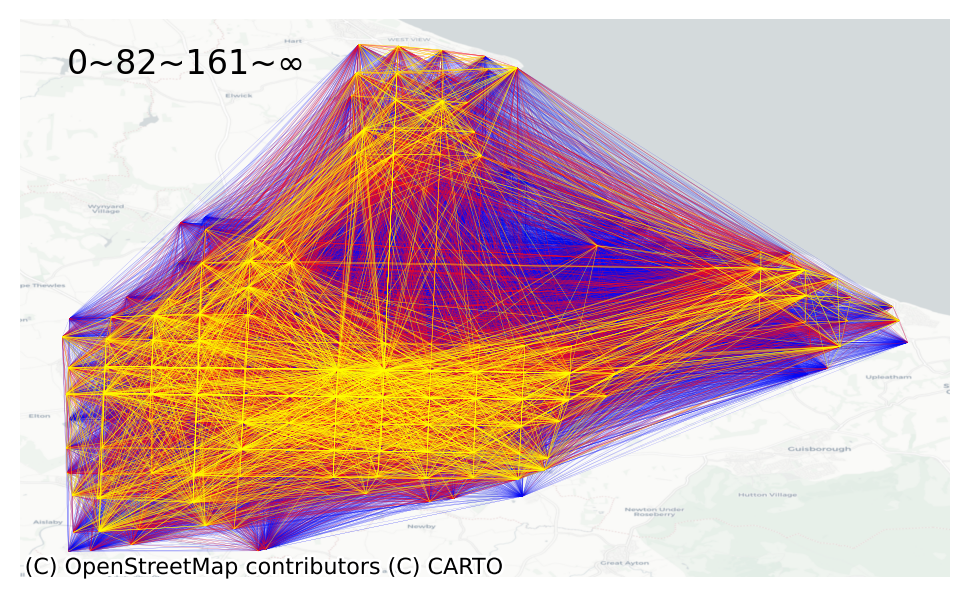 WEST VIEW
Hart
0~82~161~∞
Elwick
Wynyard
Village
pe Thewles
Upleatham
Elton
Guisborough
Hutton Village
Newton Under
Roseberry
Aislaby
Newby
Great Ayton
(C) OpenStreetMap contributors (C) CARTO